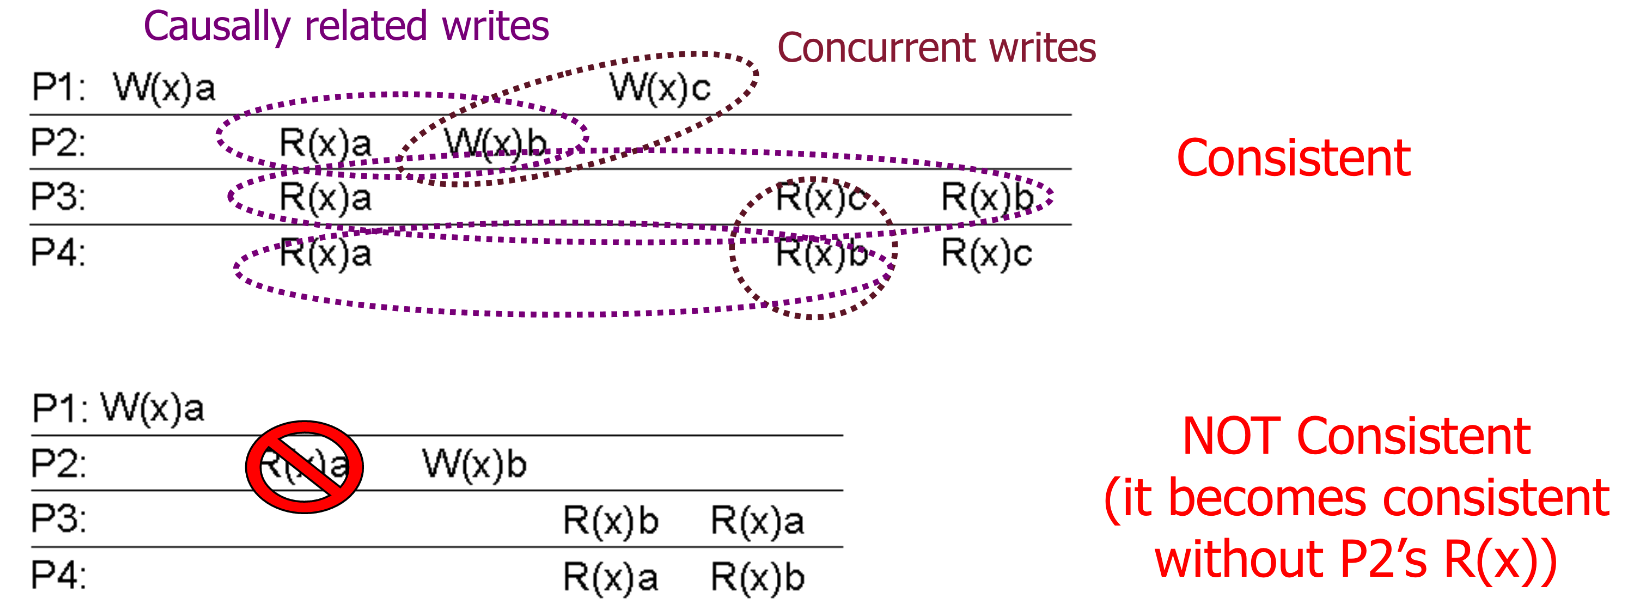 Causally related writes
Concurrent writes
P1: W(x)a W(x)c
P2: R(x)a W(x)b
P3: R(x)a R(x)c R(x)b
P4: R(x)a R(x)b R(x)c
Consistent
P1: W(x)a
P2: R(x)a W(x)b
P3: R(x)b R(x)a
P4: R(x)a R(x)b
NOT Consistent
(it becomes consistent
without P2’s R(x))